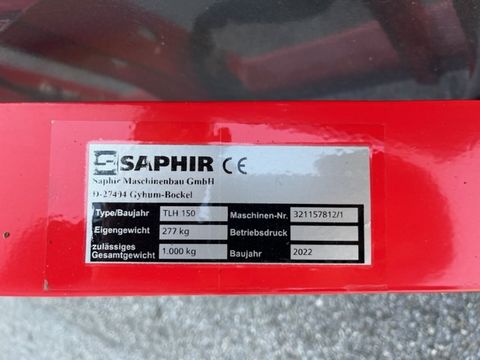 SAPHIR CE
Saphir Maschinenbau GmbH
D-27404 Gyhum-Bockel
Type/Baujahr TLH 150 Maschinen-Nr. 321157812/1
Eigengewicht 277 kg Betriebsdruck
zulässiges
Gesamtgewicht 1.000 kg Baujahr 2022